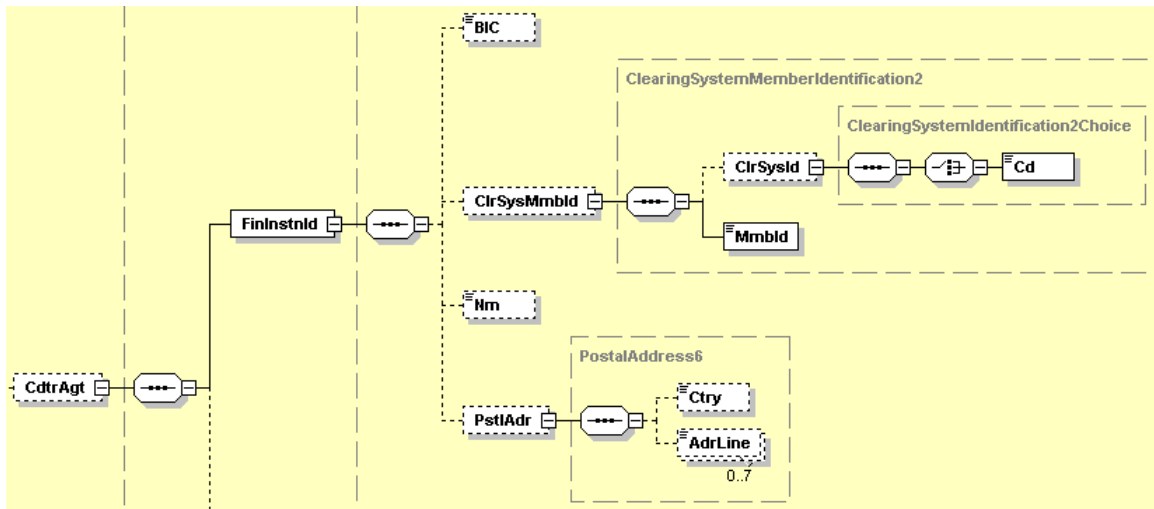 BIC
ClearingSystemMemberIdentification2
ClearingSystemIdentification2Choice
ClrSysId
Cd
ClrSysMmbId
MmbId
FinInstnId
Nm
PostalAddress6
CdtrAgt
Ctry
PstlAdr
AdrLine
0..7